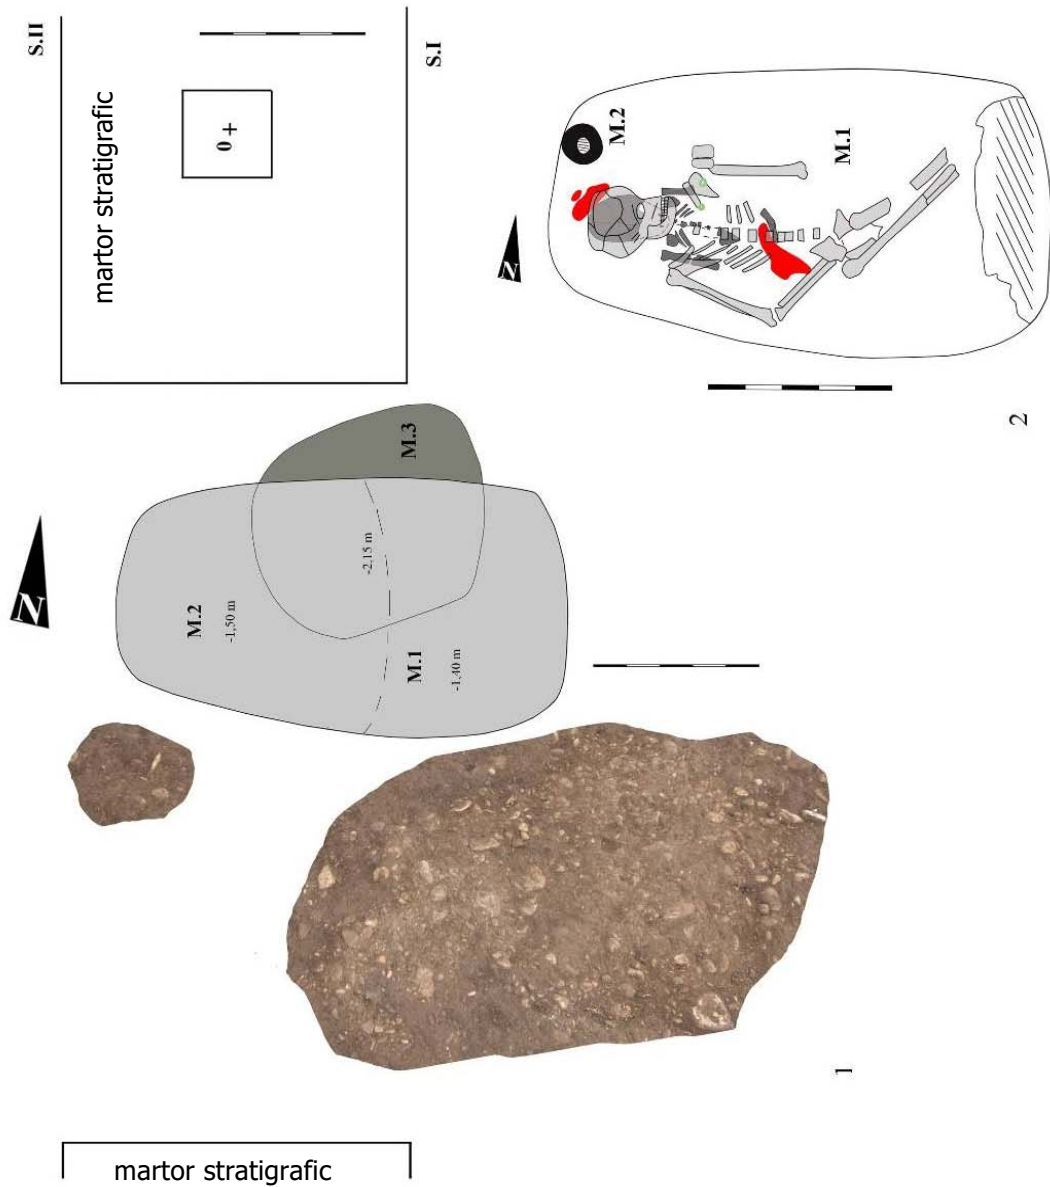 S.II
S.I
martor stratigrafic
0 +
N
M.2
M.1
2
N
M.3
-2,15 m
M.2
-1,50 m
M.1
-1,40 m
1
martor stratigrafic